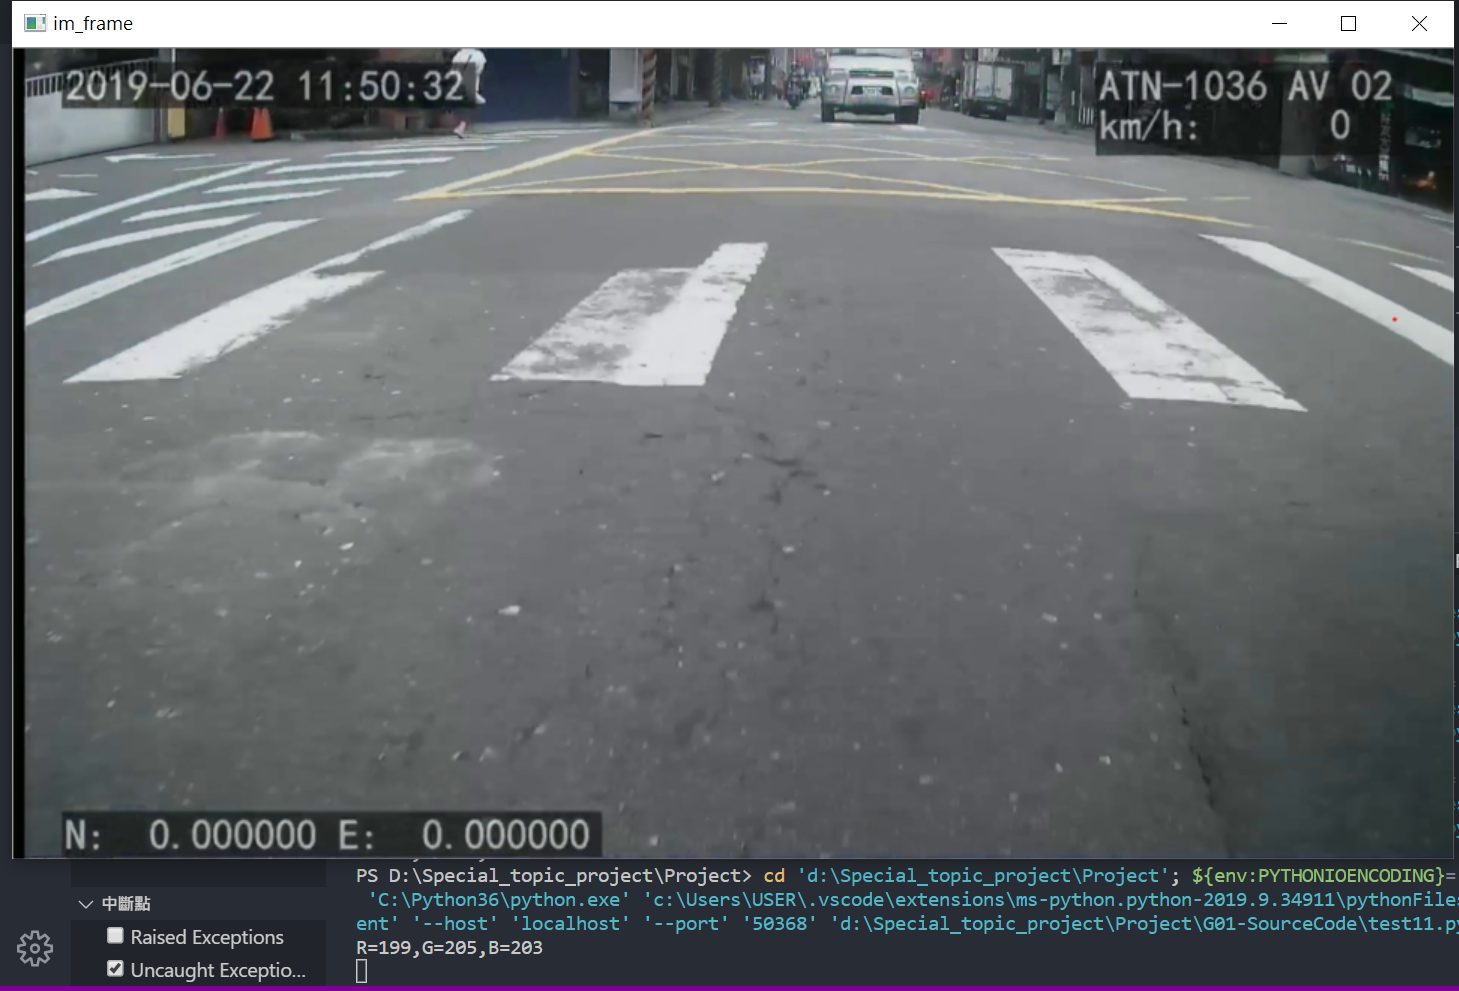 im_frame
2019-06-22 11:50:32
ATN-1036 AV 02
km/h: 0
N: 0.000000 E: 0.000000
PS D:\Special_topic_project\Project> cd 'd:\Special_topic_project\Project'; ${env:PYTHONIOENCODING}=
'C:\Python36\python.exe' 'c:\Users\USER\.vscode\extensions\ms-python.python-2019.9.34911\pythonFiles
ent' '--host' 'localhost' '--port' '50368' 'd:\Special_topic_project\Project\G01-SourceCode\test11.py
R=199,G=205,B=203
中斷點
Raised Exceptions
Uncaught Exceptio...